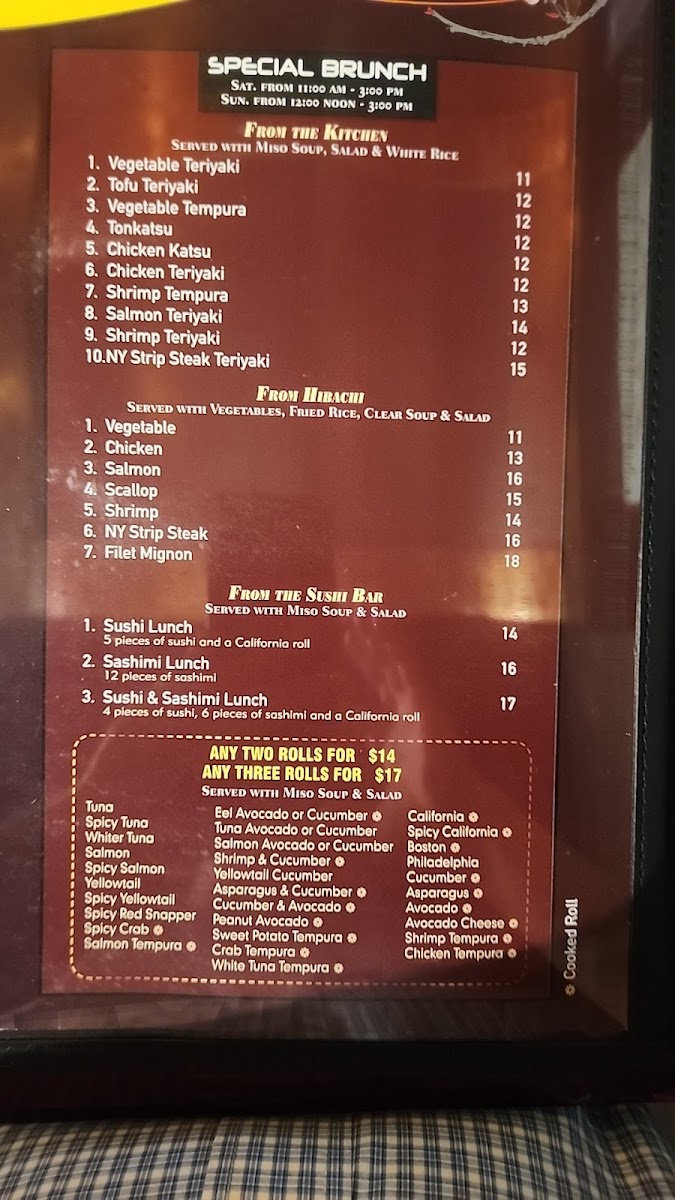 SPECIAL BRUNCH
SAT. FROM 11:00 AM - 3:00 PM
SUN. FROM 12:00 NOON - 3:00 PM
FROM THE KITCHEN
SERVED WITH MISO SOUP, SALAD & WHITE RICE
1. Vegetable Teriyaki 11
2. Tofu Teriyaki 12
3. Vegetable Tempura 12
4. Tonkatsu 12
5. Chicken Katsu 12
6. Chicken Teriyaki 12
7. Shrimp Tempura 13
8. Salmon Teriyaki 14
9. Shrimp Teriyaki 12
10.NY Strip Steak Teriyaki 15
FROM HIBACHI
SERVED WITH VEGETABLES, FRIED RICE, CLEAR SOUP & SALAD
1. Vegetable 11
2. Chicken 13
3. Salmon 16
4. Scallop 15
5. Shrimp 14
6. NY Strip Steak 16
7. Filet Mignon 18
FROM THE SUSHI BAR
SERVED WITH MISO SOUP & SALAD
1. Sushi Lunch 14
5 pieces of sushi and a California roll
2. Sashimi Lunch 16
12 pieces of sashimi
3. Sushi & Sashimi Lunch 17
4 pieces of sushi, 6 pieces of sashimi and a California roll
ANY TWO ROLLS FOR $14
ANY THREE ROLLS FOR $17
SERVED WITH MISO SOUP & SALAD
Tuna
Spicy Tuna
Whiter Tuna
Salmon
Spicy Salmon
Yellowtail
Spicy Yellowtail
Spicy Red Snapper
Spicy Crab
Salmon Tempura
Eel Avocado or Cucumber
Tuna Avocado or Cucumber
Salmon Avocado or Cucumber
Shrimp & Cucumber
Yellowtail Cucumber
Asparagus & Cucumber
Cucumber & Avocado
Peanut Avocado
Sweet Potato Tempura
Crab Tempura
White Tuna Tempura
California
Spicy California
Boston
Philadelphia
Cucumber
Asparagus
Avocado
Avocado Cheese
Shrimp Tempura
Chicken Tempura
Cooked Roll